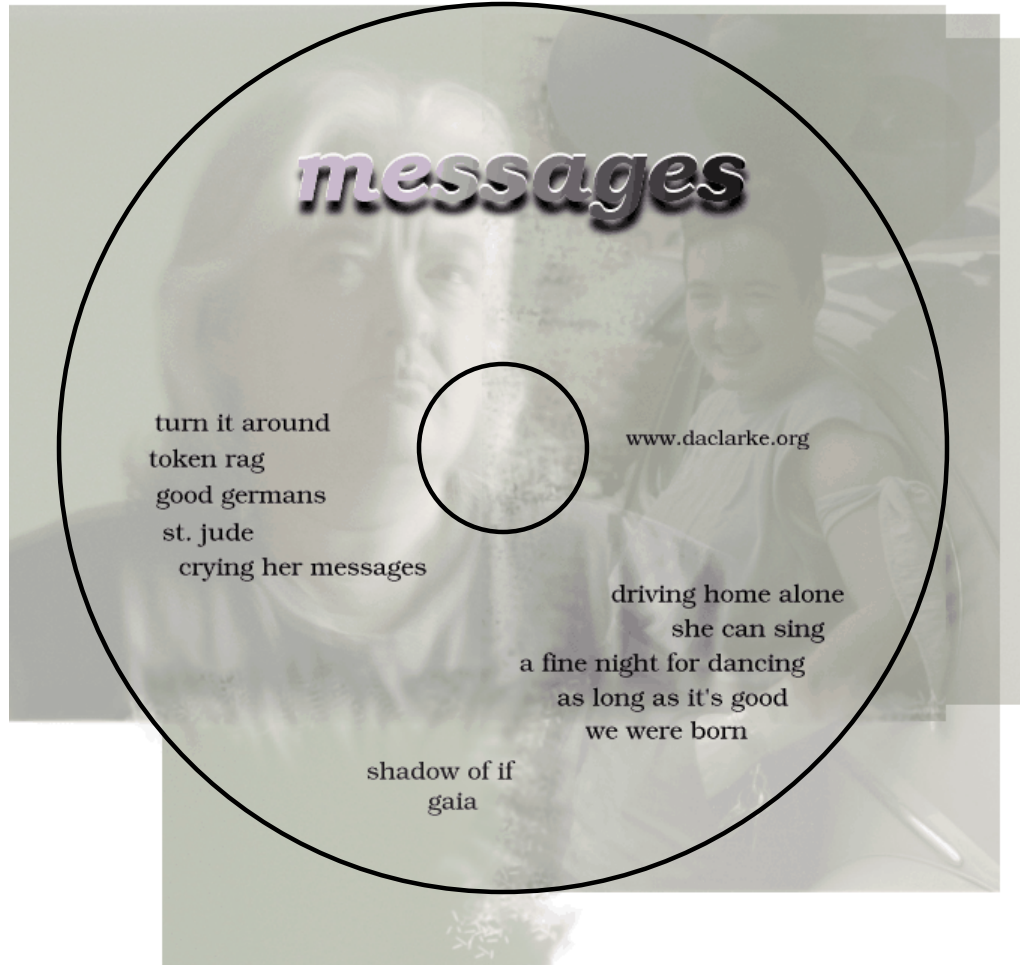 messages
turn it around
token rag
good germans
st. jude
crying her messages
www.daclarke.org
driving home alone
she can sing
a fine night for dancing
as long as it's good
we were born
shadow of if
gaia